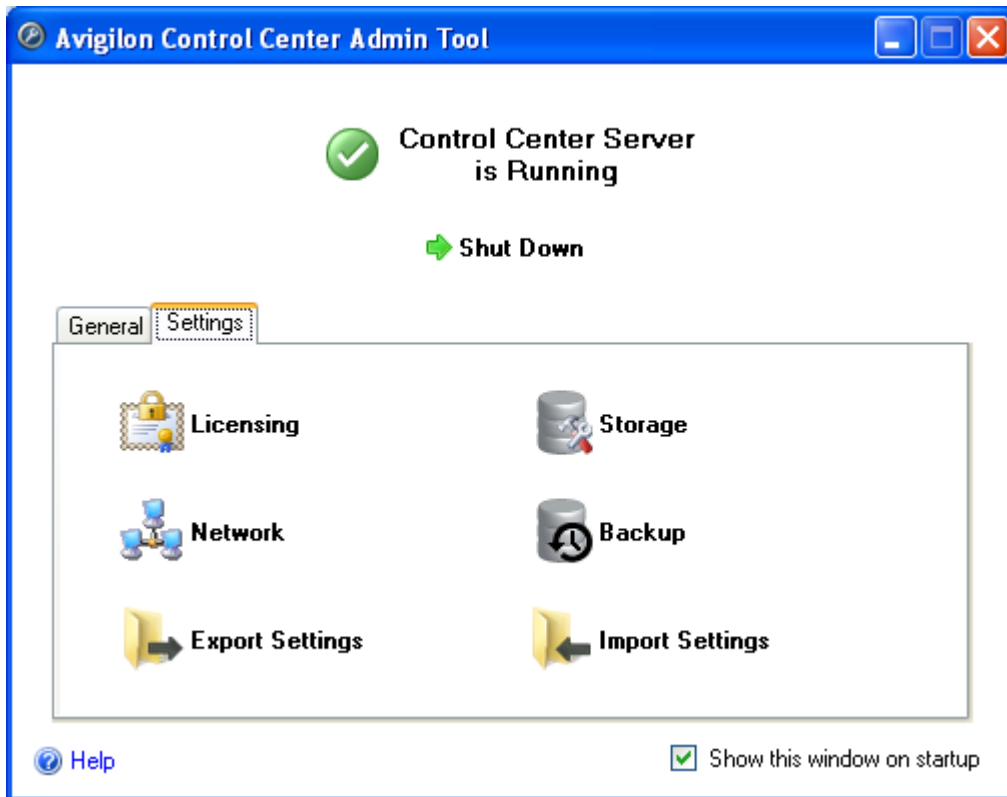 Avigilon Control Center Admin Tool
Control Center Server
is Running
Shut Down
General Settings
Licensing Storage
Network Backup
Export Settings Import Settings
Help Show this window on startup